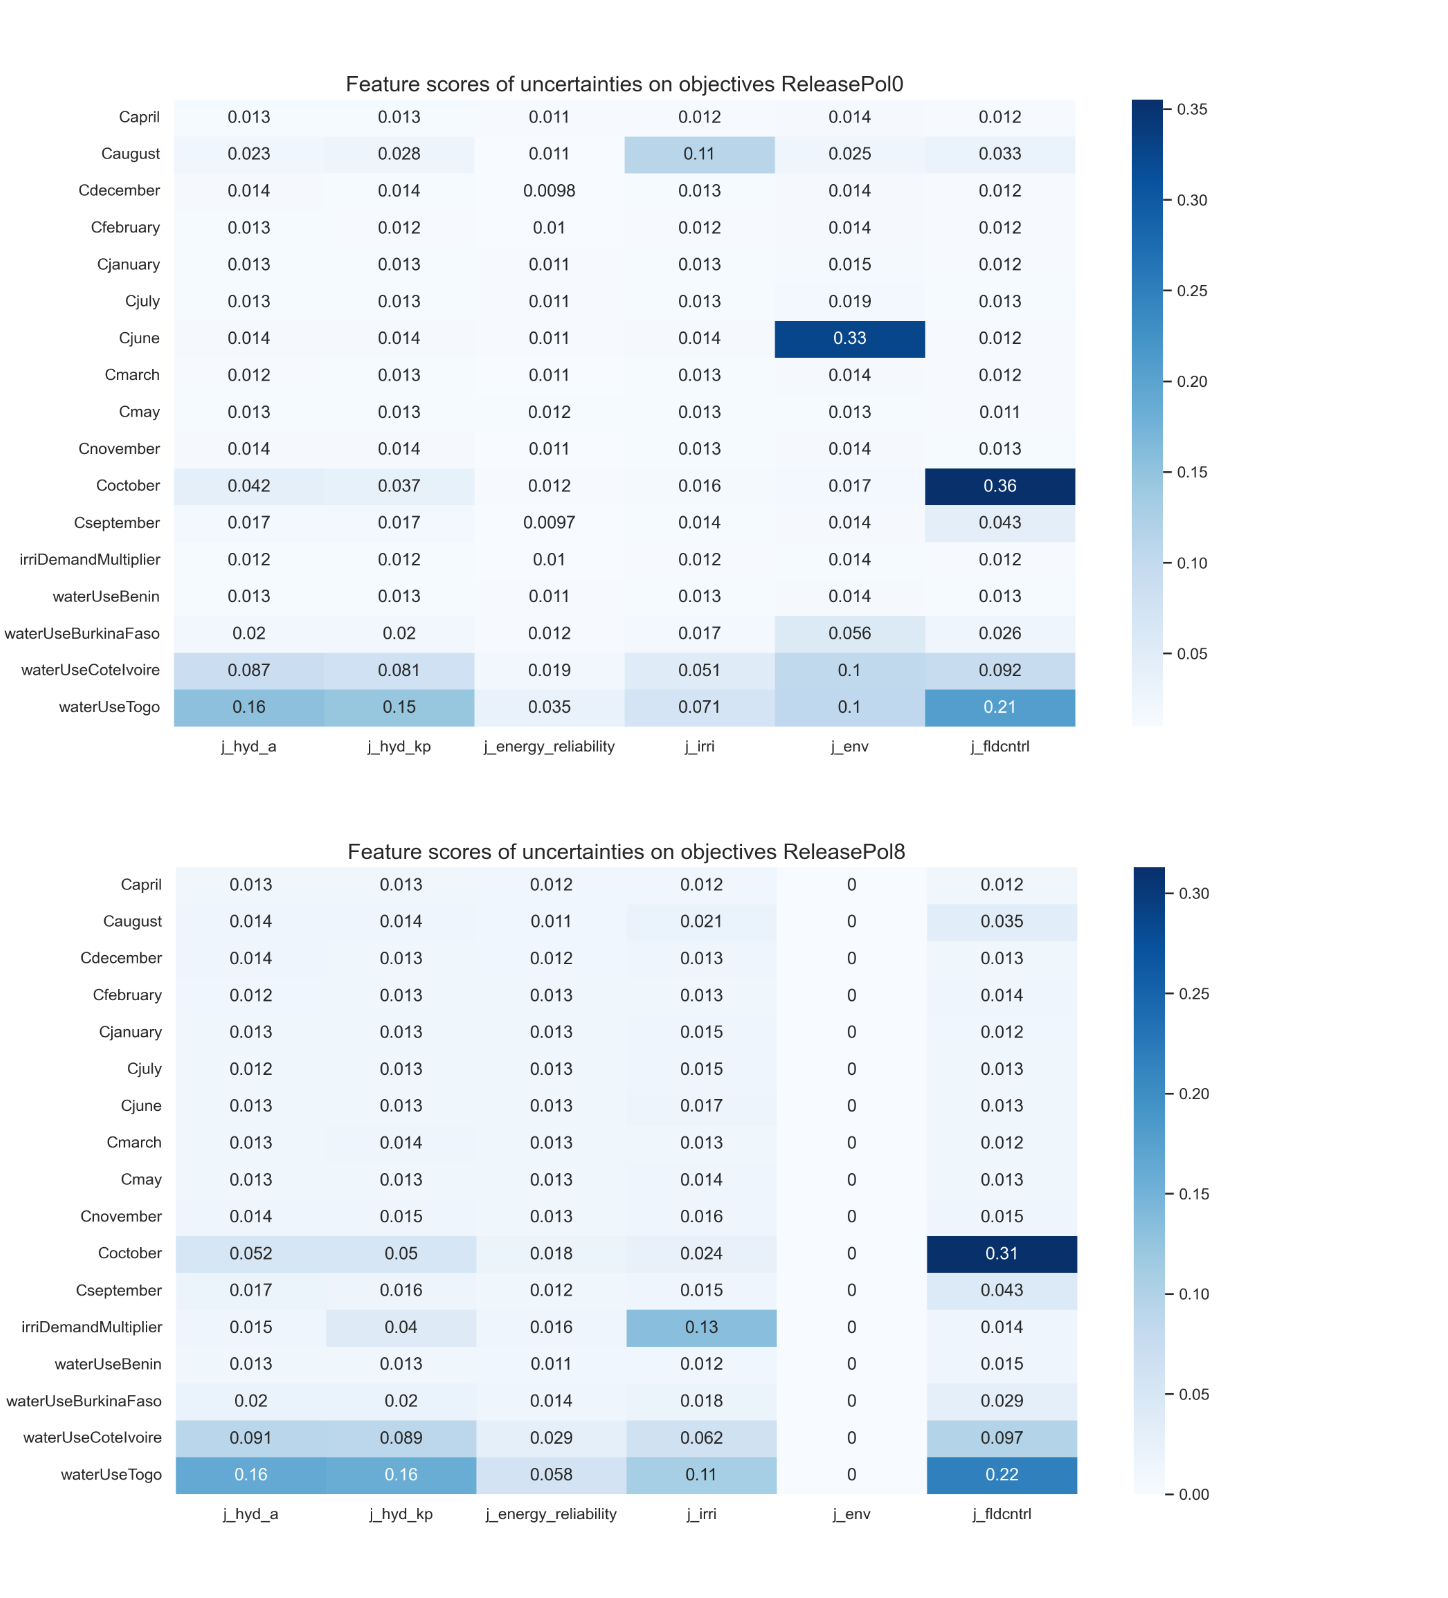 Feature scores of uncertainties on objectives ReleasePol0
Capril 0.013 0.013 0.011 0.012 0.014 0.012
Caugust 0.023 0.028 0.011 0.11 0.025 0.033
Cdecember 0.014 0.014 0.0098 0.013 0.014 0.012
Cfebruary 0.013 0.012 0.01 0.012 0.014 0.012
Cjanuary 0.013 0.013 0.011 0.013 0.015 0.012
Cjuly 0.013 0.013 0.011 0.013 0.019 0.013
Cjune 0.014 0.014 0.011 0.014 0.33 0.012
Cmarch 0.012 0.013 0.011 0.013 0.014 0.012
Cmay 0.013 0.013 0.012 0.013 0.013 0.011
Cnovember 0.014 0.014 0.011 0.013 0.014 0.013
Coctober 0.042 0.037 0.012 0.016 0.017 0.36
Cseptember 0.017 0.017 0.0097 0.014 0.014 0.043
irriDemandMultiplier 0.012 0.012 0.01 0.012 0.014 0.012
waterUseBenin 0.013 0.013 0.011 0.013 0.014 0.013
waterUseBurkinaFaso 0.02 0.02 0.012 0.017 0.056 0.026
waterUseCoteIvoire 0.087 0.081 0.019 0.051 0.1 0.092
waterUseTogo 0.16 0.15 0.035 0.071 0.1 0.21
j_hyd_a j_hyd_kp j_energy_reliability j_irri j_env j_fldcntrl
0.35
0.30
0.25
0.20
0.15
0.10
0.05
Feature scores of uncertainties on objectives ReleasePol8
Capril 0.013 0.013 0.012 0.012 0 0.012
Caugust 0.014 0.014 0.011 0.021 0 0.035
Cdecember 0.014 0.013 0.012 0.013 0 0.013
Cfebruary 0.012 0.013 0.013 0.013 0 0.014
Cjanuary 0.013 0.013 0.013 0.015 0 0.012
Cjuly 0.012 0.013 0.013 0.015 0 0.013
Cjune 0.013 0.013 0.013 0.017 0 0.013
Cmarch 0.013 0.014 0.013 0.013 0 0.012
Cmay 0.013 0.013 0.013 0.014 0 0.013
Cnovember 0.014 0.015 0.013 0.016 0 0.015
Coctober 0.052 0.05 0.018 0.024 0 0.31
Cseptember 0.017 0.016 0.012 0.015 0 0.043
irriDemandMultiplier 0.015 0.04 0.016 0.13 0 0.014
waterUseBenin 0.013 0.013 0.011 0.012 0 0.015
waterUseBurkinaFaso 0.02 0.02 0.014 0.018 0 0.029
waterUseCoteIvoire 0.091 0.089 0.029 0.062 0 0.097
waterUseTogo 0.16 0.16 0.058 0.11 0 0.22
j_hyd_a j_hyd_kp j_energy_reliability j_irri j_env j_fldcntrl
0.30
0.25
0.20
0.15
0.10
0.05
0.00